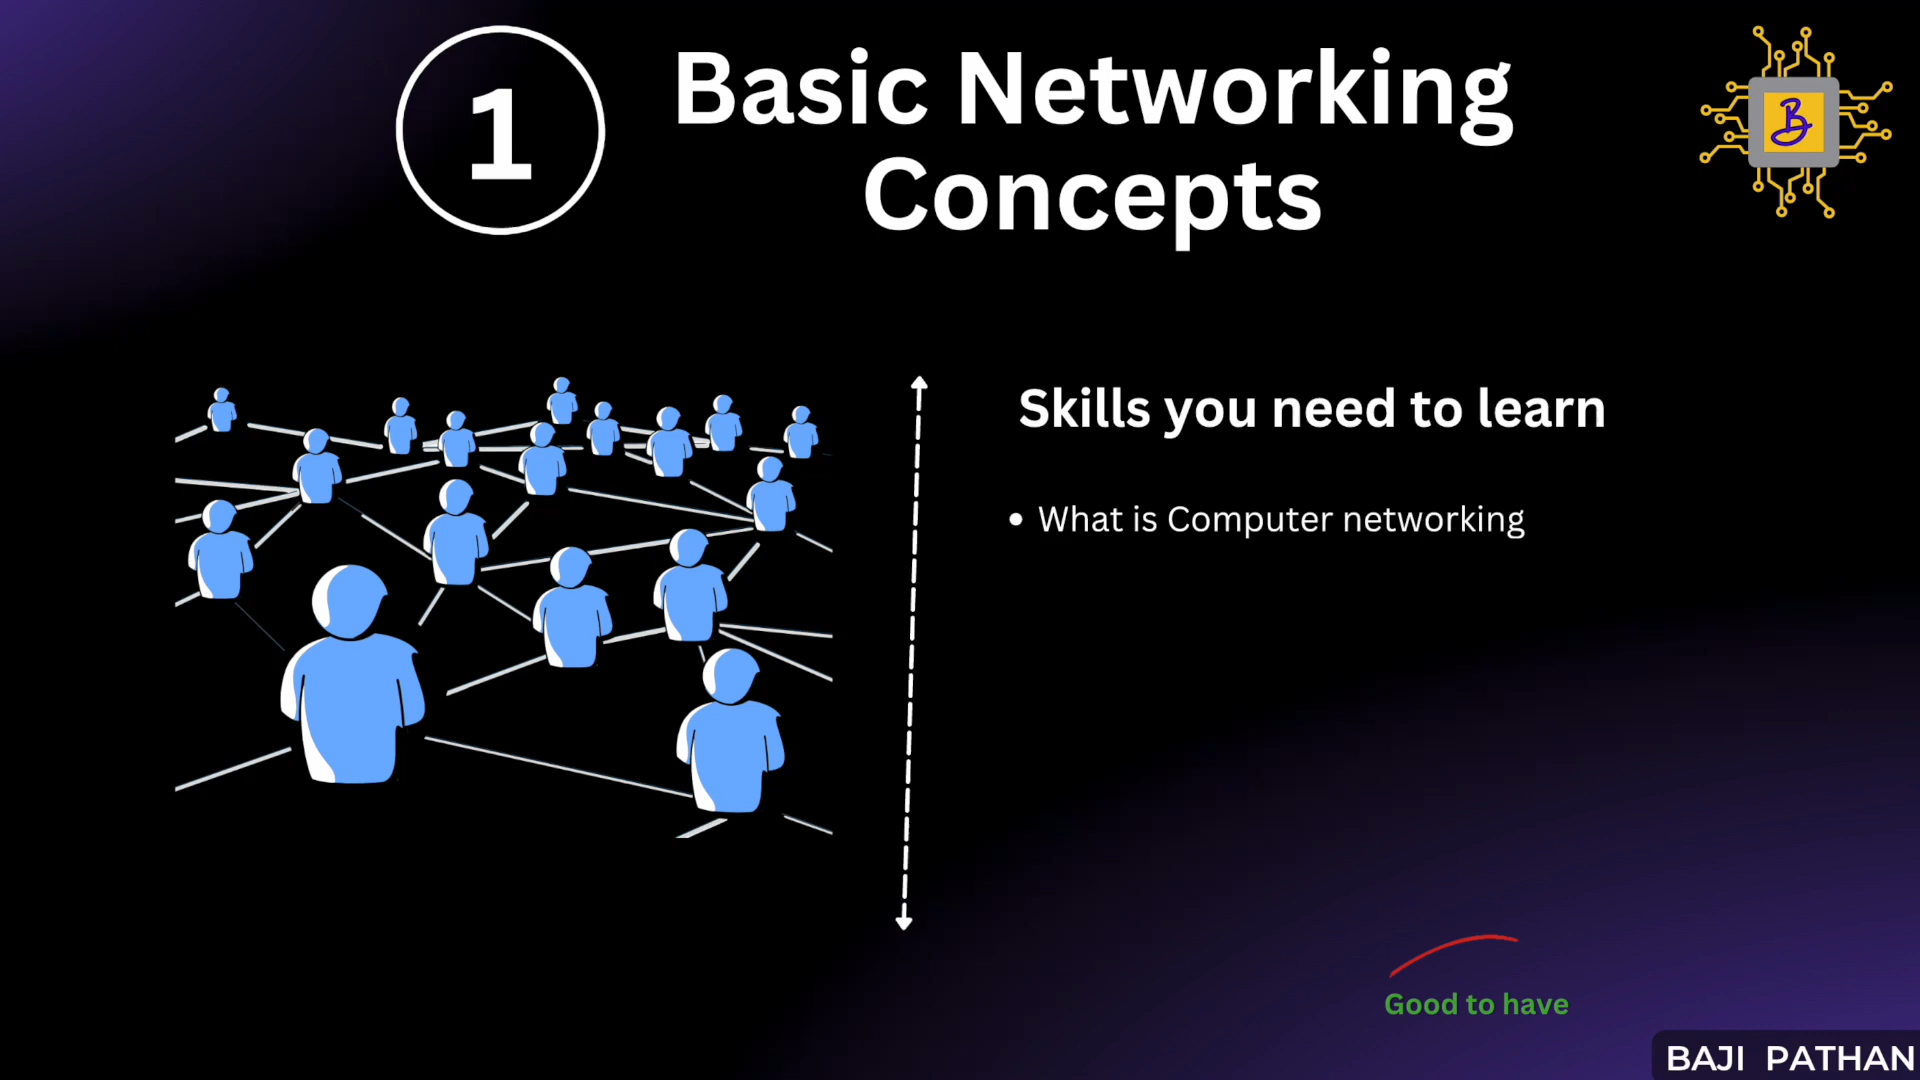 1
Basic Networking
Concepts
B
Skills you need to learn
• What is Computer networking
Good to have
BAJI PATHAN